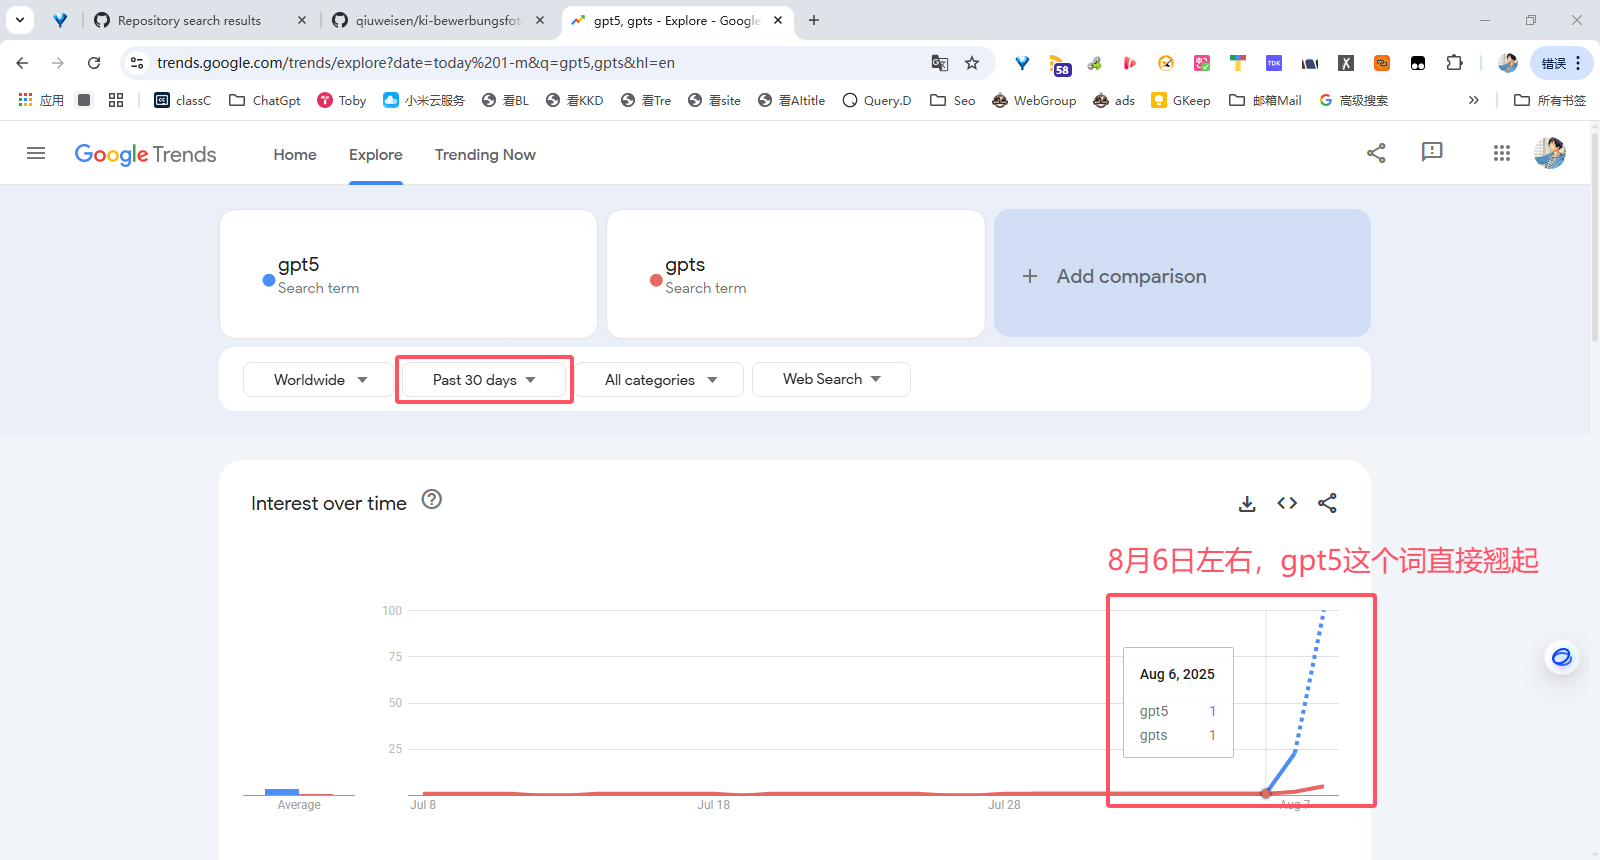 Repository search results
qiuweisen/ki-bewerbungsfot
gpt5, gpts - Explore - Google
trends.google.com/trends/explore?date=today%201-m&q=gpt5,gpts&hl=en
58
TDK
错误
应用
classC
ChatGpt
Toby
小米云服务
看BL
看KKD
看Tre
看site
看AItitle
Query.D
Seo
WebGroup
ads
GKeep
邮箱Mail
高级搜索
所有书签
Google Trends
Home
Explore
Trending Now
gpt5
Search term
gpts
Search term
+ Add comparison
Worldwide
Past 30 days
All categories
Web Search
Interest over time
8月6日左右，gpt5这个词直接翘起
100
75
50
25
Aug 6, 2025
gpt5 1
gpts 1
Average
Jul 8
Jul 18
Jul 28
Aug 7